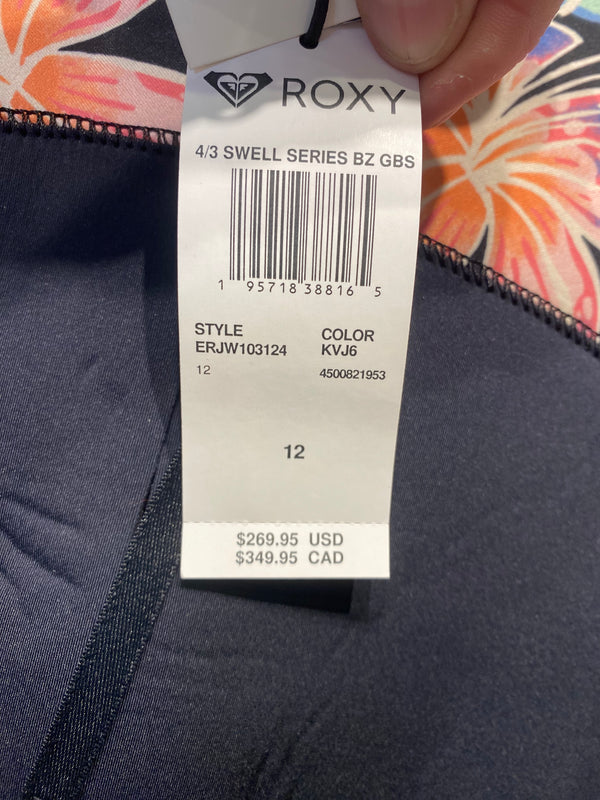 ROXY
4/3 SWELL SERIES BZ GBS
1 95718 38816 5
STYLE
ERJW103124
COLOR
KVJ6
12
4500821953
12
$269.95 USD
$349.95 CAD